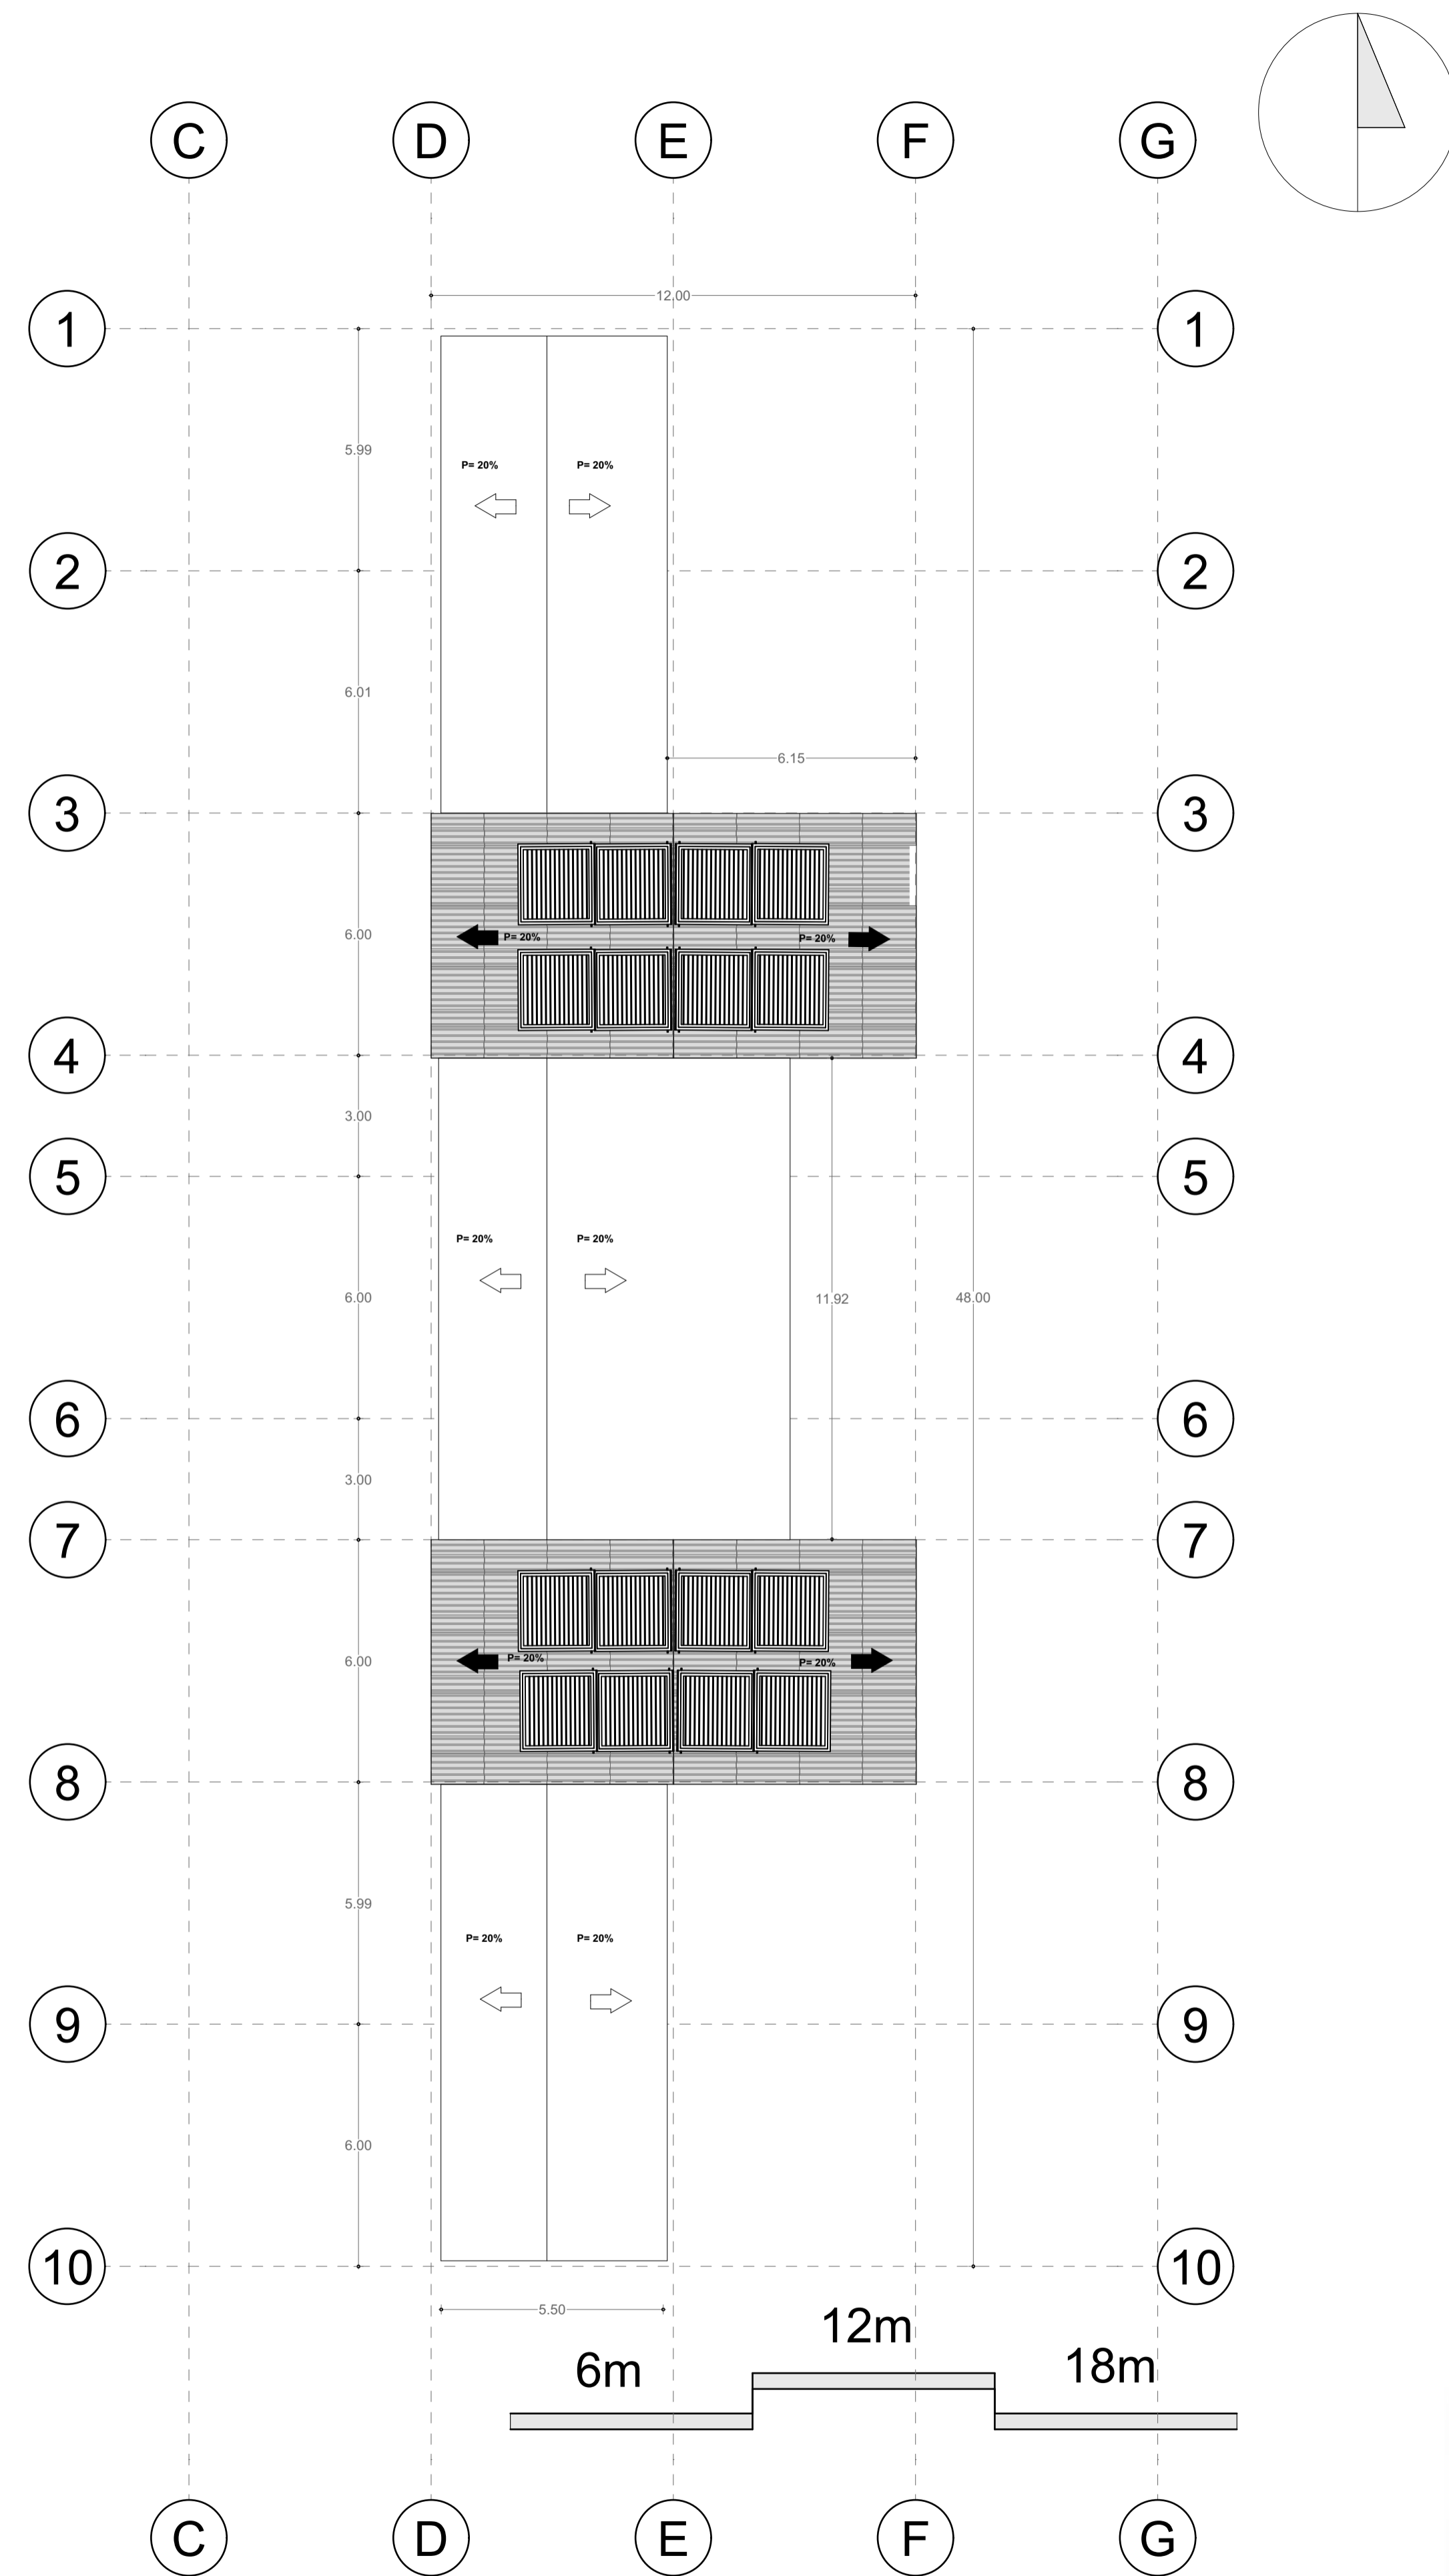 C D E F G
12.00
1 1
5.99
P= 20% P= 20%
2 2
6.01
6.15
3 3
6.00
P= 20% P= 20%
4 4
3.00
5 5
P= 20% P= 20%
6.00 11.92 48.00
6 6
3.00
7 7
6.00
P= 20% P= 20%
8 8
5.99
P= 20% P= 20%
9 9
6.00
10 10
5.50
6m 12m 18m
C D E F G